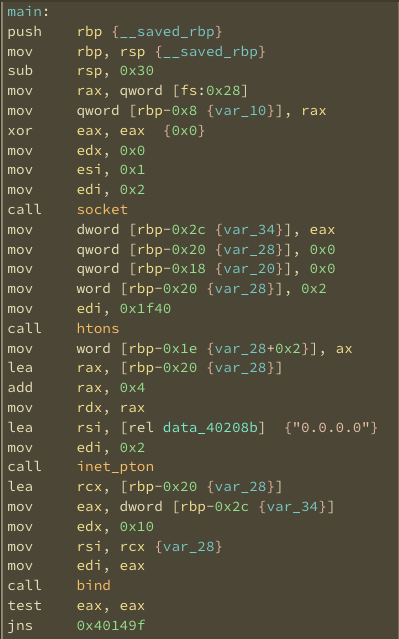 main:
push    rbp {__saved_rbp}
mov     rbp, rsp {__saved_rbp}
sub     rsp, 0x30
mov     rax, qword [fs:0x28]
mov     qword [rbp-0x8 {var_10}], rax
xor     eax, eax  {0x0}
mov     edx, 0x0
mov     esi, 0x1
mov     edi, 0x2
call    socket
mov     dword [rbp-0x2c {var_34}], eax
mov     qword [rbp-0x20 {var_28}], 0x0
mov     qword [rbp-0x18 {var_20}], 0x0
mov     word [rbp-0x20 {var_28}], 0x2
mov     edi, 0x1f40
call    htons
mov     word [rbp-0x1e {var_28+0x2}], ax
lea     rax, [rbp-0x20 {var_28}]
add     rax, 0x4
mov     rdx, rax
lea     rsi, [rel data_40208b]  {"0.0.0.0"}
mov     edi, 0x2
call    inet_pton
lea     rcx, [rbp-0x20 {var_28}]
mov     eax, dword [rbp-0x2c {var_34}]
mov     edx, 0x10
mov     rsi, rcx {var_28}
mov     edi, eax
call    bind
test    eax, eax
jns     0x40149f